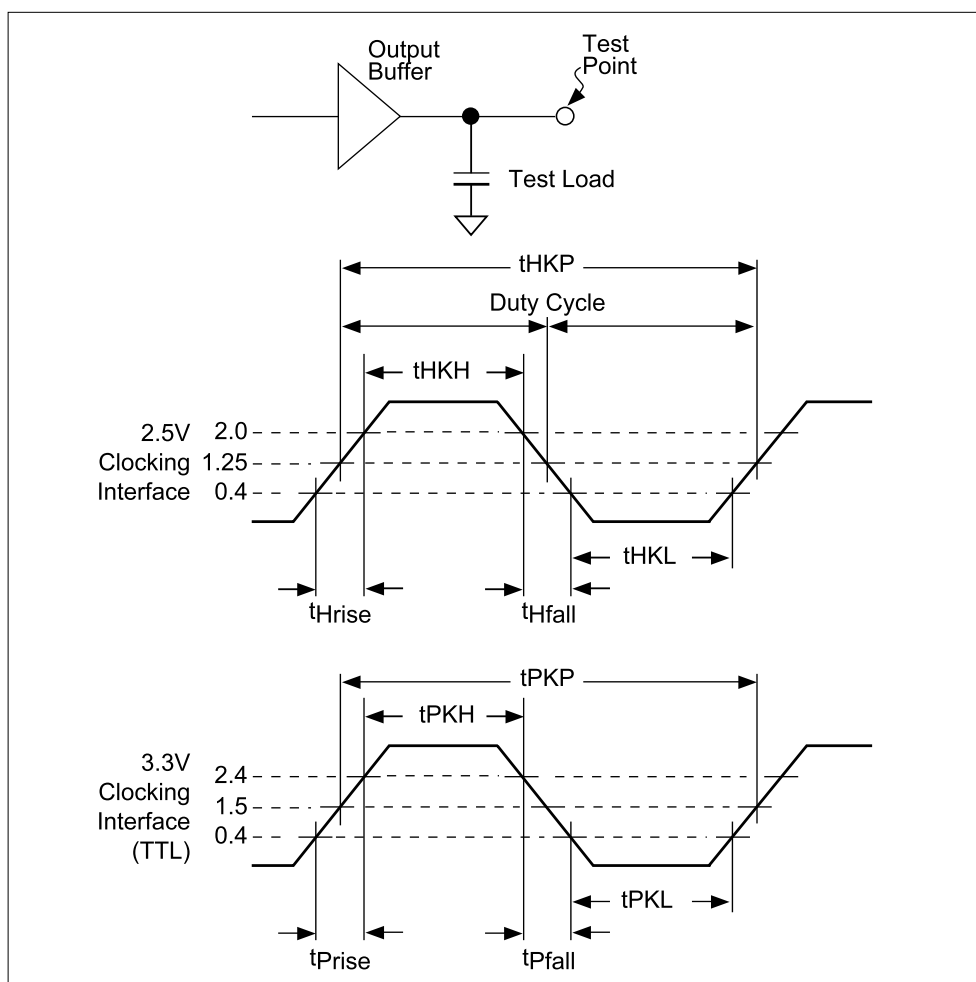 Output
Buffer
Test
Point
Test Load
tHKP
Duty Cycle
tHKH
2.5V
Clocking
Interface
2.0
1.25
0.4
tHKL
tHrise
tHfall
tPKP
tPKH
3.3V
Clocking
Interface
(TTL)
2.4
1.5
0.4
tPKL
tPrise
tPfall